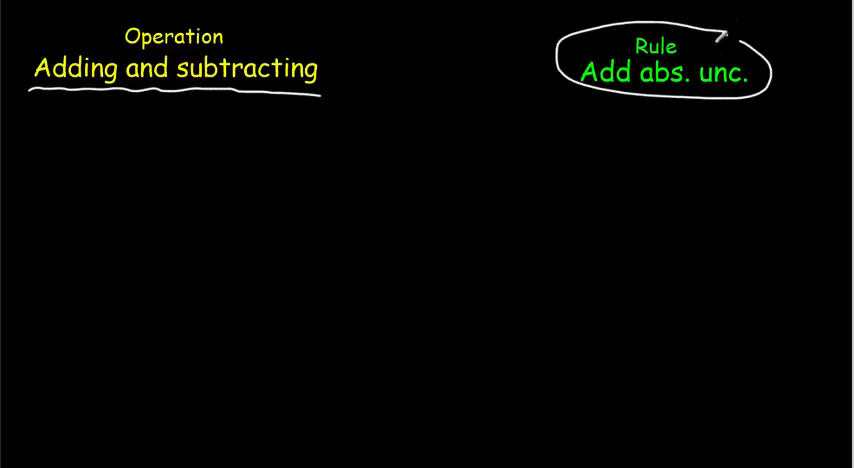 Operation
Adding and subtracting
Rule
Add abs. unc.